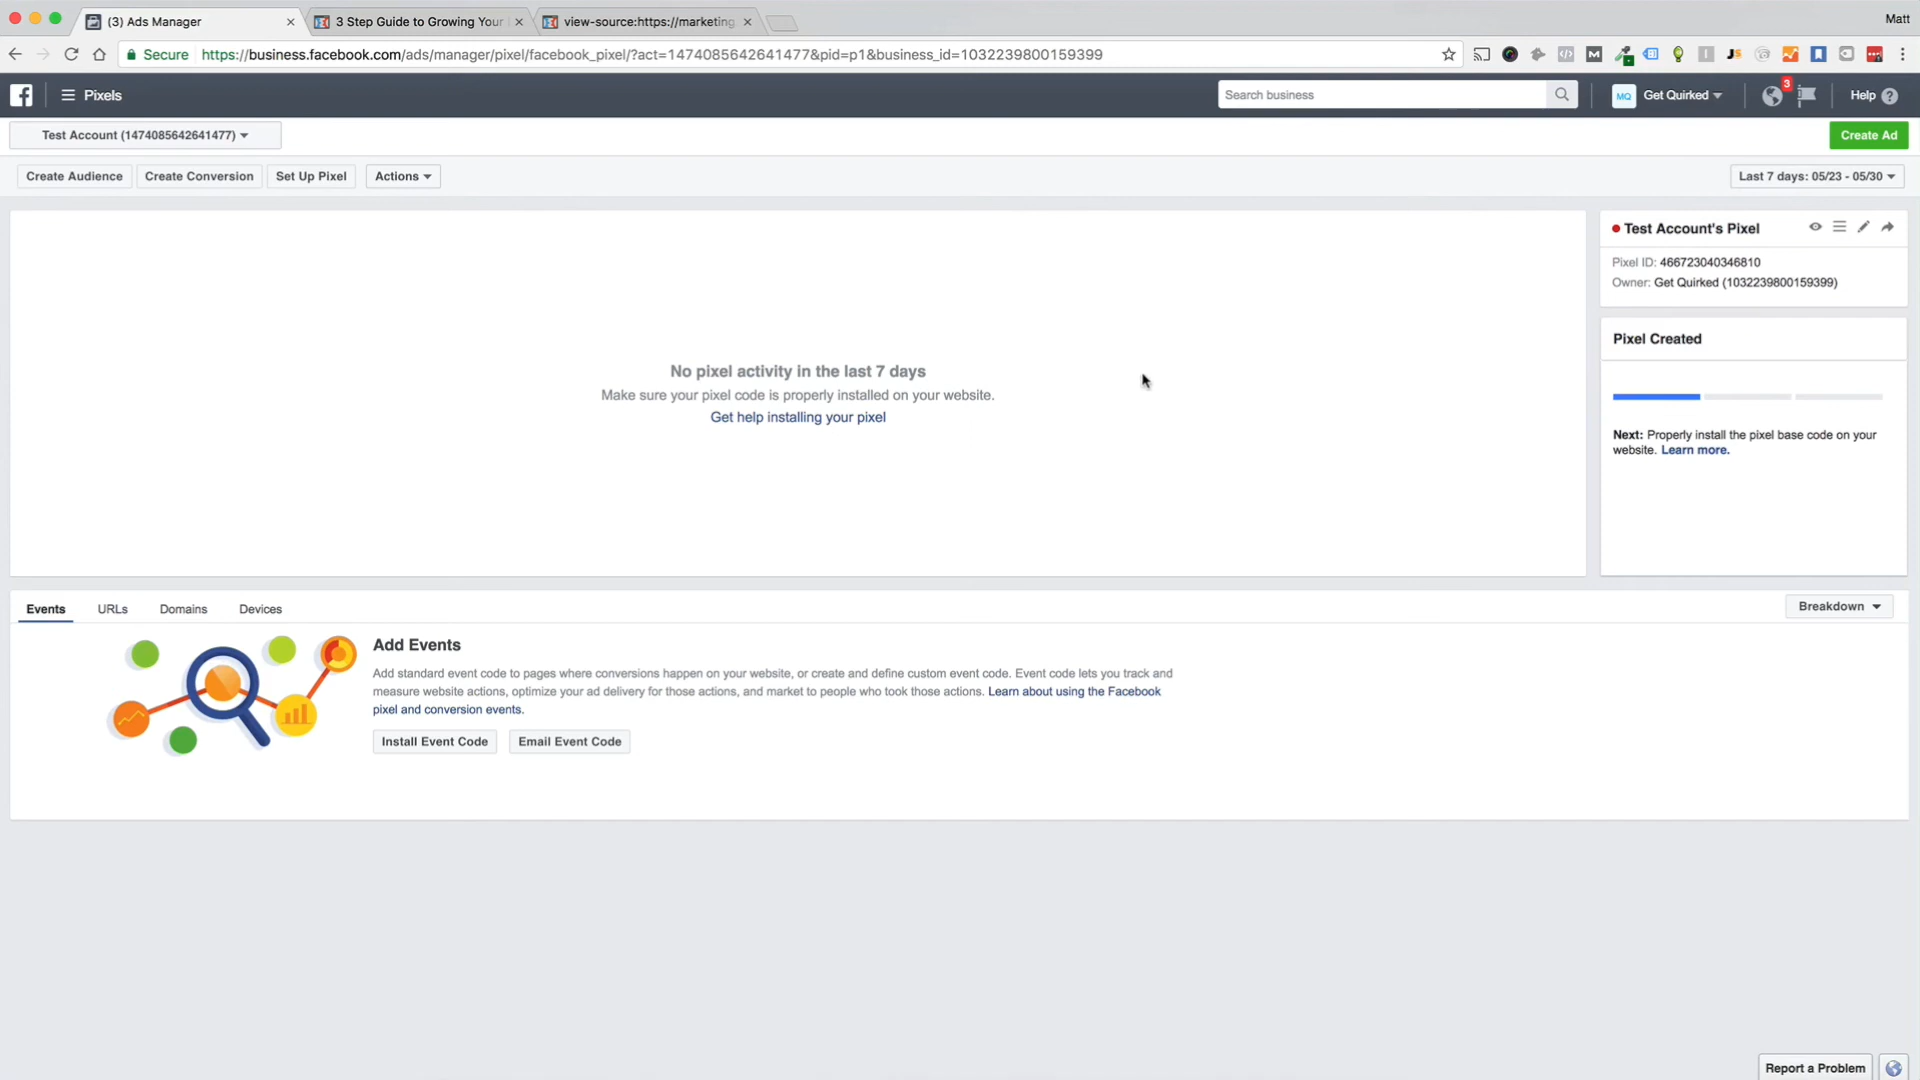 (3) Ads Manager
3 Step Guide to Growing Your
view-source:https://marketing
Matt
Secure
https://business.facebook.com/ads/manager/pixel/facebook_pixel/?act=1474085642641477&pid=p1&business_id=1032239800159399
Pixels
Search business
MQ
Get Quirked
3
Help
Test Account (1474085642641477)
Create Ad
Create Audience
Create Conversion
Set Up Pixel
Actions
Last 7 days: 05/23 - 05/30
Test Account's Pixel
Pixel ID: 466723040346810
Owner: Get Quirked (1032239800159399)
Pixel Created
Next: Properly install the pixel base code on your
website. Learn more.
No pixel activity in the last 7 days
Make sure your pixel code is properly installed on your website.
Get help installing your pixel
Events
URLs
Domains
Devices
Breakdown
Add Events
Add standard event code to pages where conversions happen on your website, or create and define custom event code. Event code lets you track and
measure website actions, optimize your ad delivery for those actions, and market to people who took those actions. Learn about using the Facebook
pixel and conversion events.
Install Event Code
Email Event Code
Report a Problem